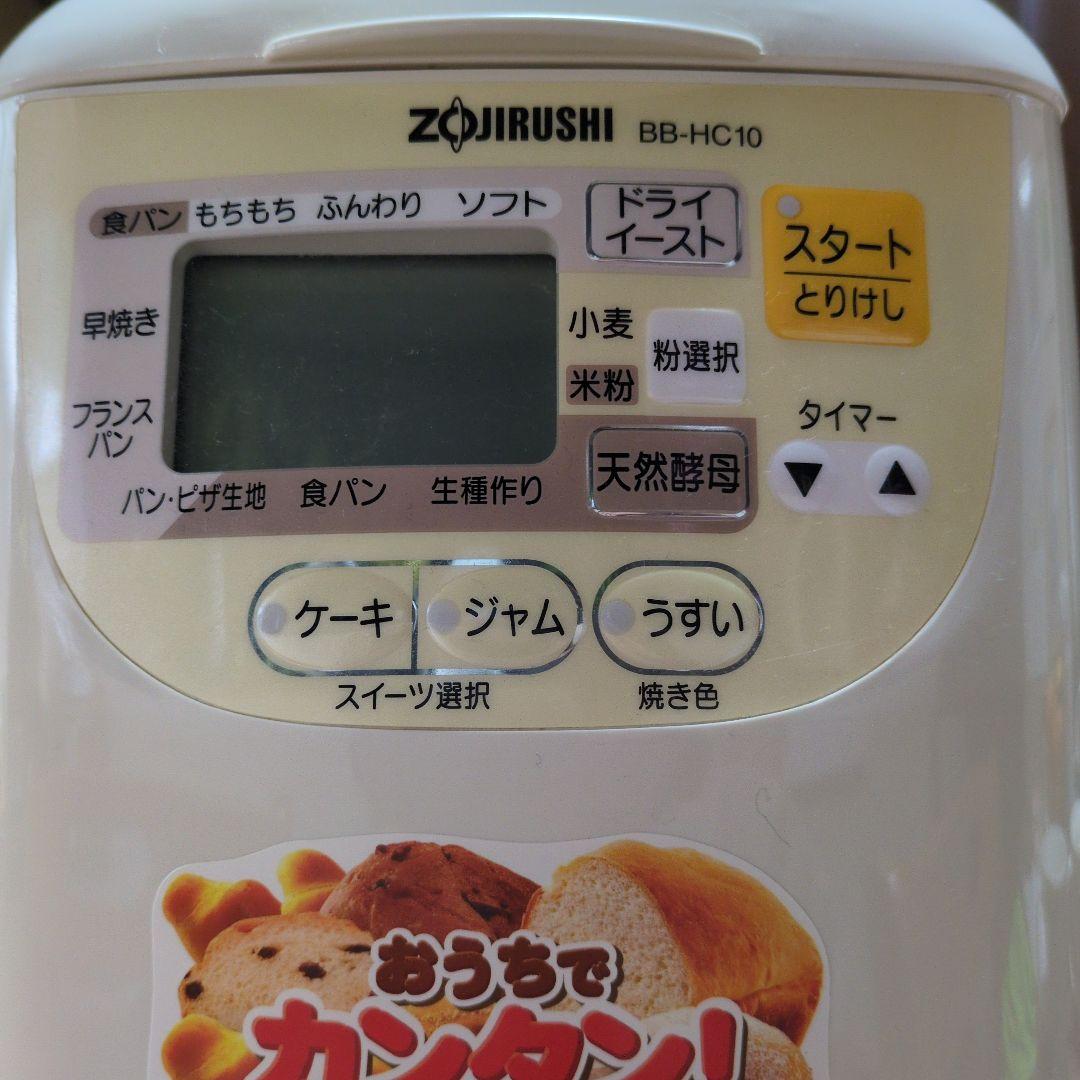 ZOJIRUSHI BB-HC10
食パン もちもち ふんわり ソフト
ドライ
イースト
スタート
とりけし
早焼き
小麦
粉選択
米粉
フランス
パン
天然酵母
タイマー
▼ ▲
パン・ピザ生地 食パン 生種作り
ケーキ ジャム うすい
スイーツ選択 焼き色
おうちで
カンタン!